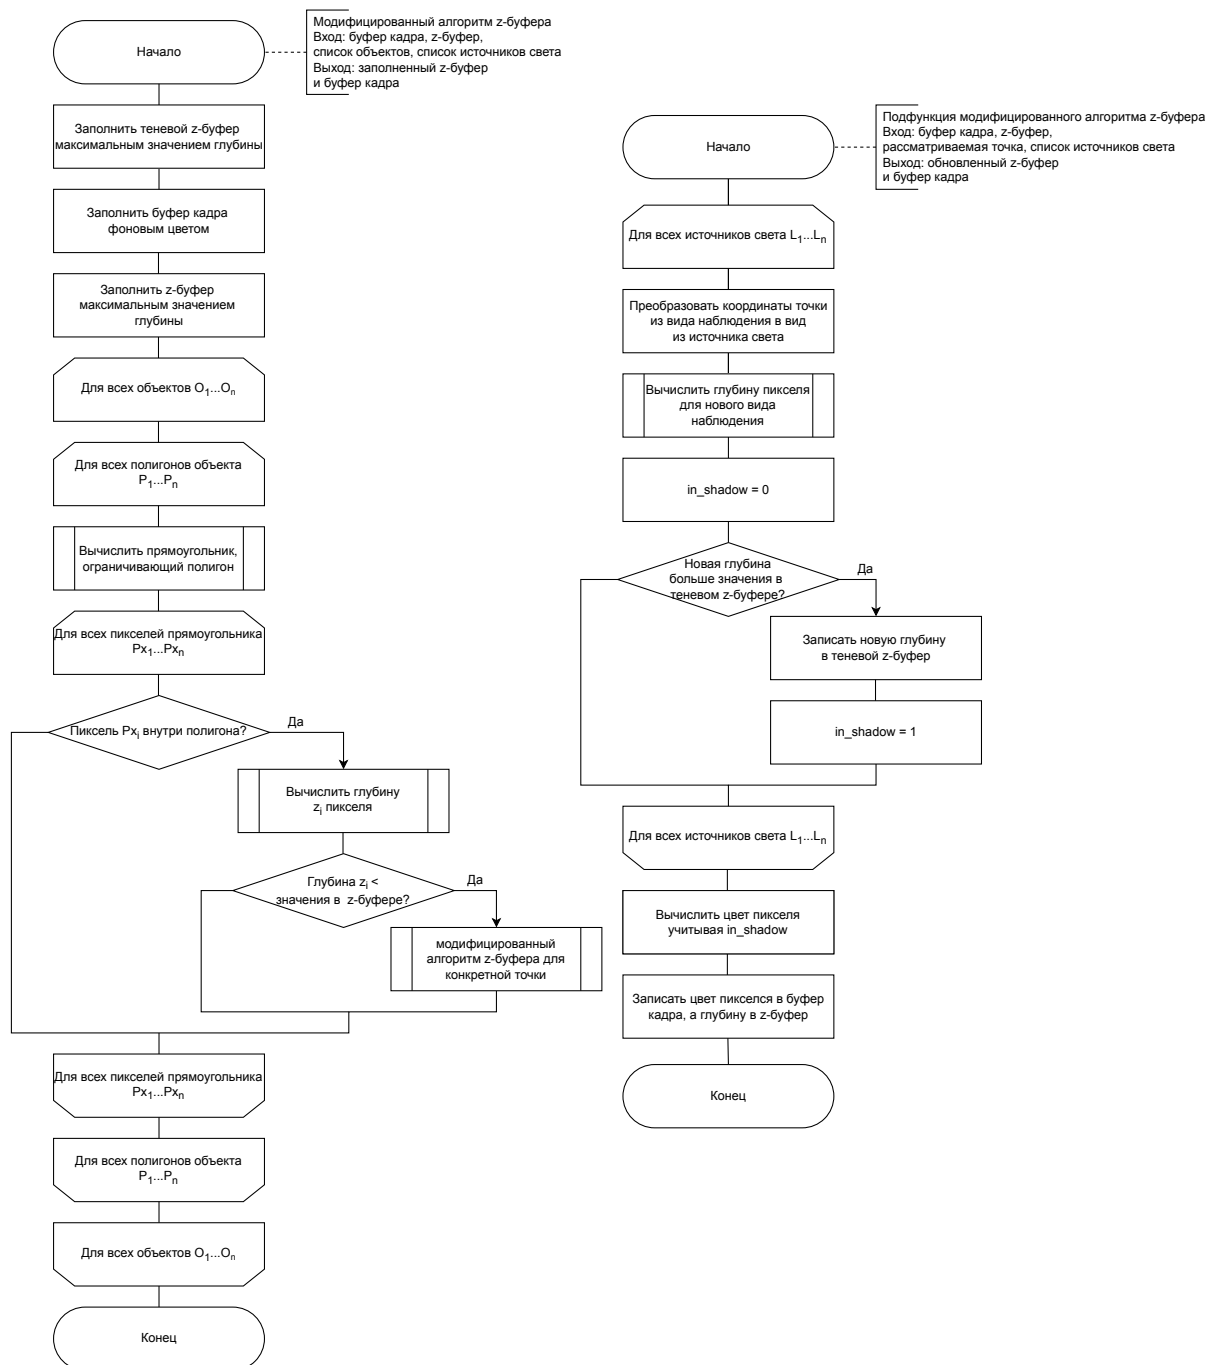 Начало
Модифицированный алгоритм z-буфера
Вход: буфер кадра, z-буфер,
список объектов, список источников света
Выход: заполненный z-буфер
и буфер кадра
Заполнить теневой z-буфер
максимальным значением глубины
Заполнить буфер кадра
фоновым цветом
Заполнить z-буфер
максимальным значением
глубины
Для всех объектов O₁...Oₙ
Для всех полигонов объекта
P₁...Pₙ
Вычислить прямоугольник,
ограничивающий полигон
Для всех пикселей прямоугольника
Px₁...Pxₙ
Пиксель Pxᵢ внутри полигона?
Да
Вычислить глубину
zᵢ пикселя
Глубина zᵢ <
значения в z-буфере?
Да
модифицированный
алгоритм z-буфера для
конкретной точки
Для всех пикселей прямоугольника
Px₁...Pxₙ
Для всех полигонов объекта
P₁...Pₙ
Для всех объектов O₁...Oₙ
Конец
Начало
Подфункция модифицированного алгоритма z-буфера
Вход: буфер кадра, z-буфер,
рассматриваемая точка, список источников света
Выход: обновленный z-буфер
и буфер кадра
Для всех источников света L₁...Lₙ
Преобразовать координаты точки
из вида наблюдения в вид
из источника света
Вычислить глубину пикселя
для нового вида
наблюдения
in_shadow = 0
Новая глубина
больше значения в
теневом z-буфере?
Да
Записать новую глубину
в теневой z-буфер
in_shadow = 1
Для всех источников света L₁...Lₙ
Вычислить цвет пикселя
учитывая in_shadow
Записать цвет пикселся в буфер
кадра, а глубину в z-буфер
Конец